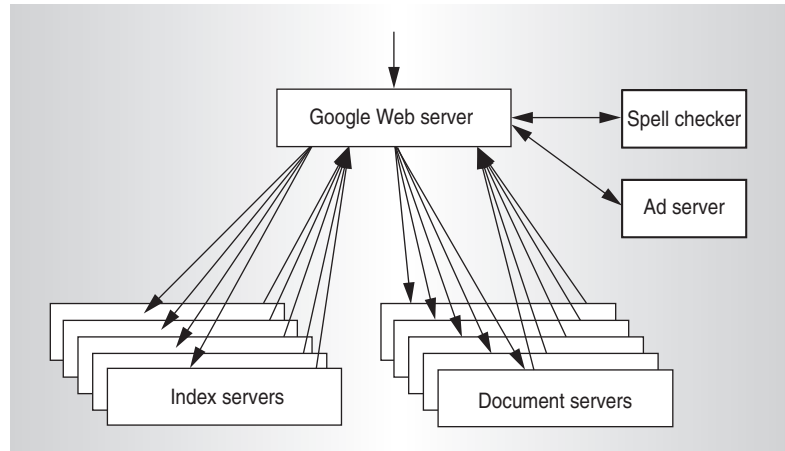 Google Web server
Spell checker
Ad server
Index servers
Document servers